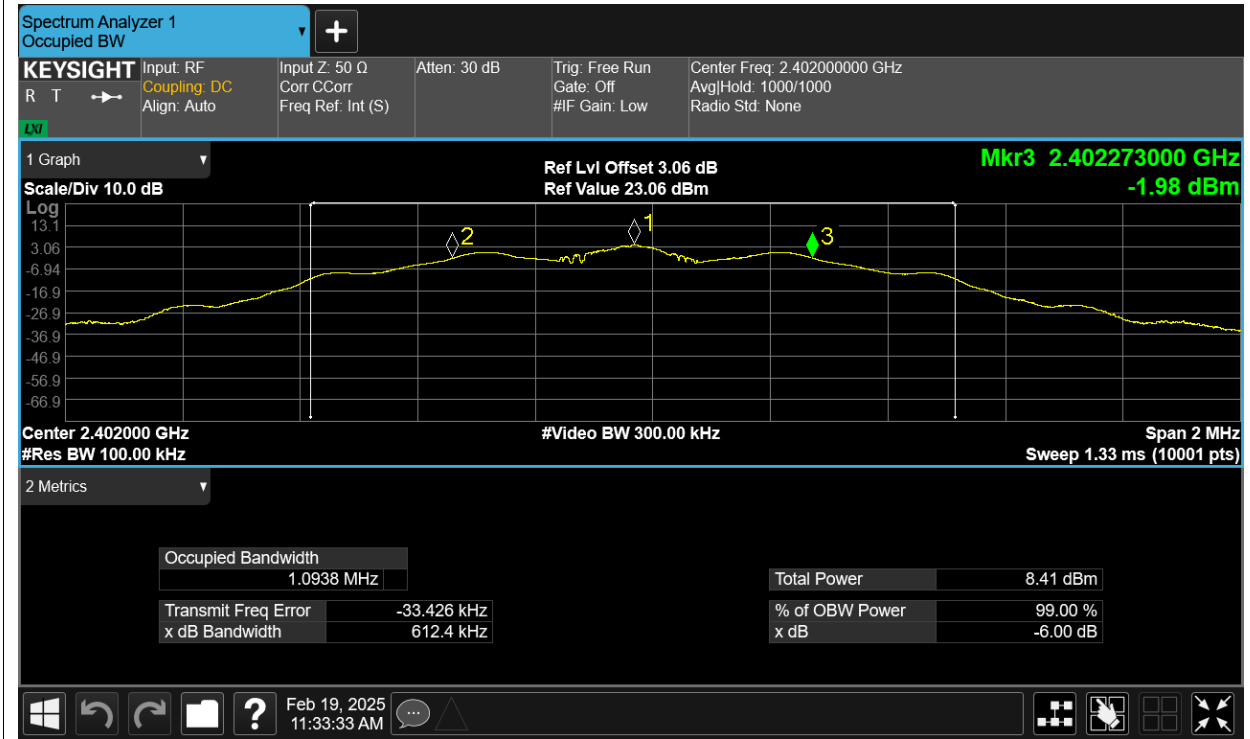 Spectrum Analyzer 1
Occupied BW
KEYSIGHT Input: RF Input Z: 50 Ω Atten: 30 dB Trig: Free Run Center Freq: 2.402000000 GHz
R T Coupling: DC Corr CCorr Gate: Off Avg|Hold: 1000/1000
Align: Auto Freq Ref: Int (S) #IF Gain: Low Radio Std: None
LXI
1 Graph Ref Lvl Offset 3.06 dB Mkr3 2.402273000 GHz
Scale/Div 10.0 dB Ref Value 23.06 dBm -1.98 dBm
Log
13.1
3.06
-6.94
-16.9
-26.9
-36.9
-46.9
-56.9
-66.9
2 1 3
Center 2.402000 GHz #Video BW 300.00 kHz Span 2 MHz
#Res BW 100.00 kHz Sweep 1.33 ms (10001 pts)
2 Metrics
Occupied Bandwidth
1.0938 MHz Total Power 8.41 dBm
Transmit Freq Error -33.426 kHz % of OBW Power 99.00 %
x dB Bandwidth 612.4 kHz x dB -6.00 dB
? Feb 19, 2025
11:33:33 AM